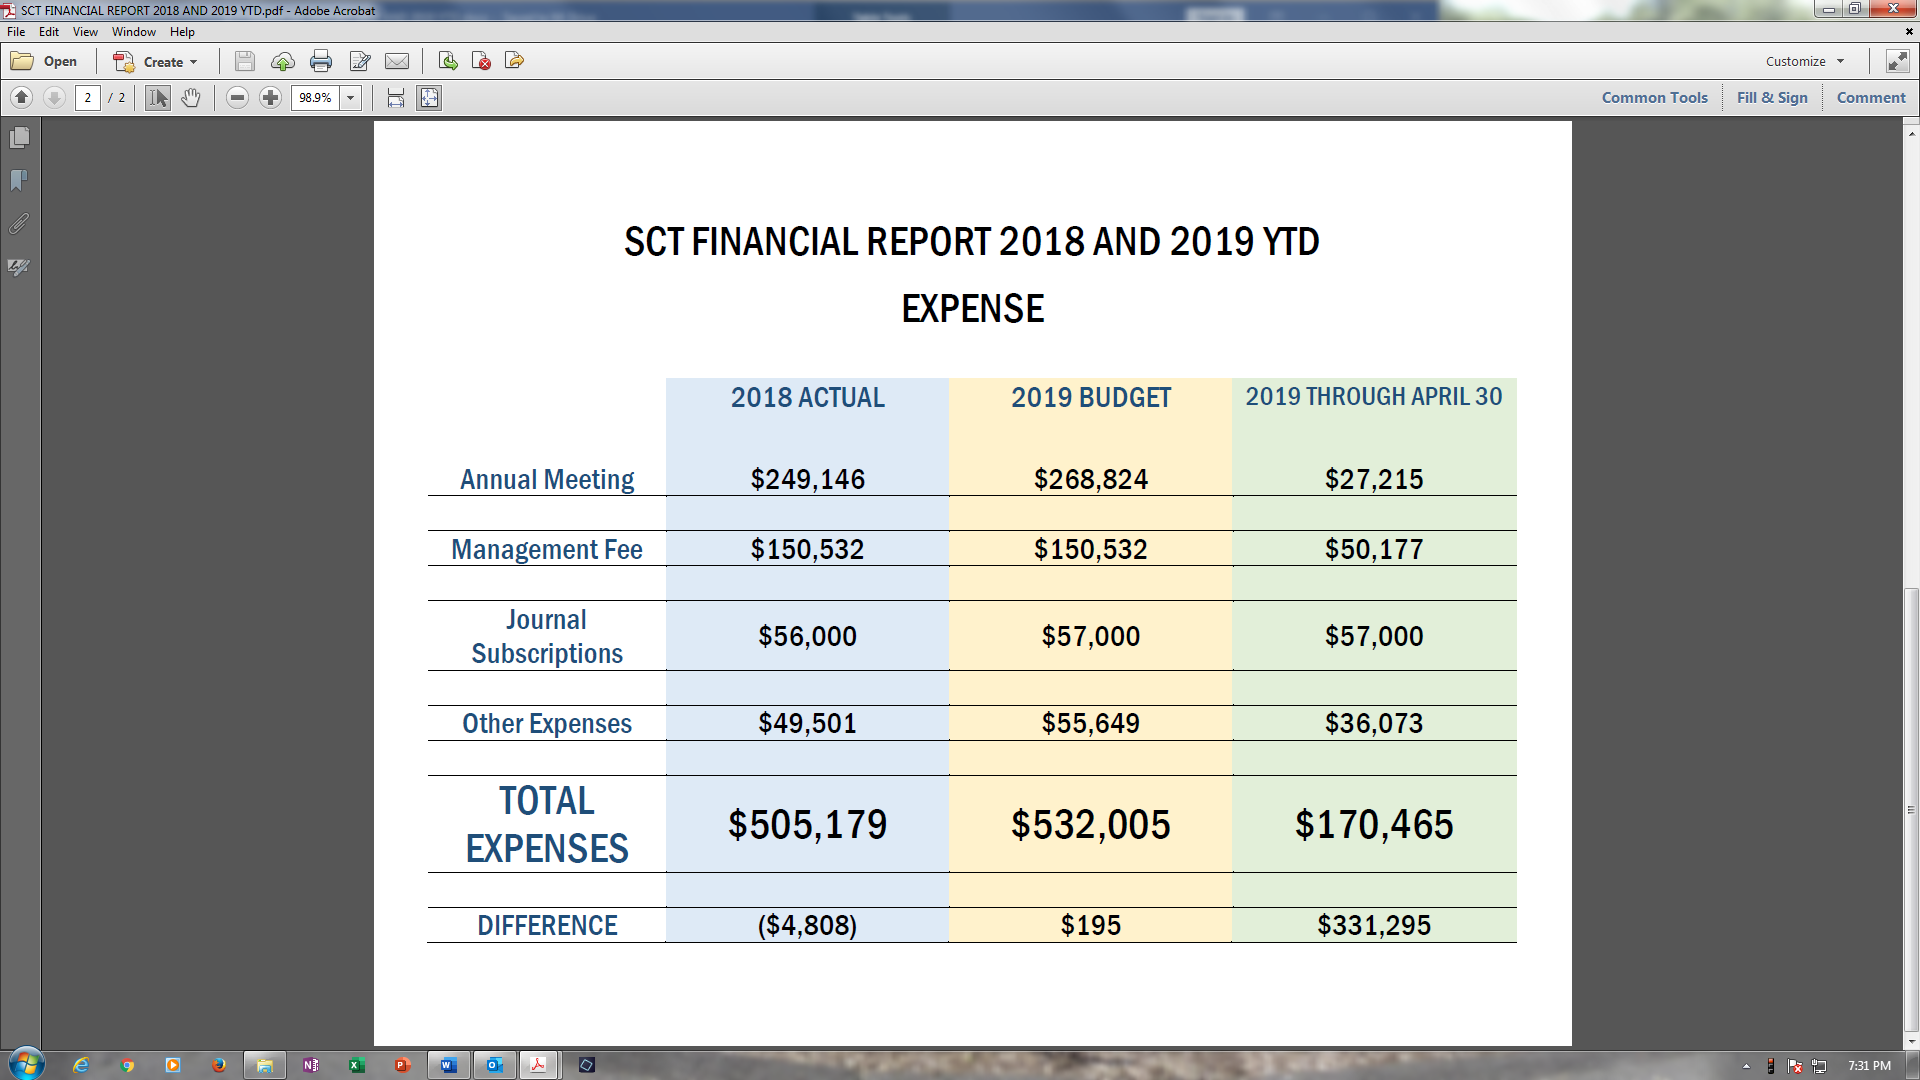 SCT FINANCIAL REPORT 2018 AND 2019 YTD.pdf - Adobe Acrobat
File Edit View Window Help
Open Create Customize
2 / 2 98.9% Common Tools Fill & Sign Comment
SCT FINANCIAL REPORT 2018 AND 2019 YTD
EXPENSE
2018 ACTUAL 2019 BUDGET 2019 THROUGH APRIL 30
Annual Meeting $249,146 $268,824 $27,215
Management Fee $150,532 $150,532 $50,177
Journal
Subscriptions $56,000 $57,000 $57,000
Other Expenses $49,501 $55,649 $36,073
TOTAL
EXPENSES $505,179 $532,005 $170,465
DIFFERENCE ($4,808) $195 $331,295
7:31 PM